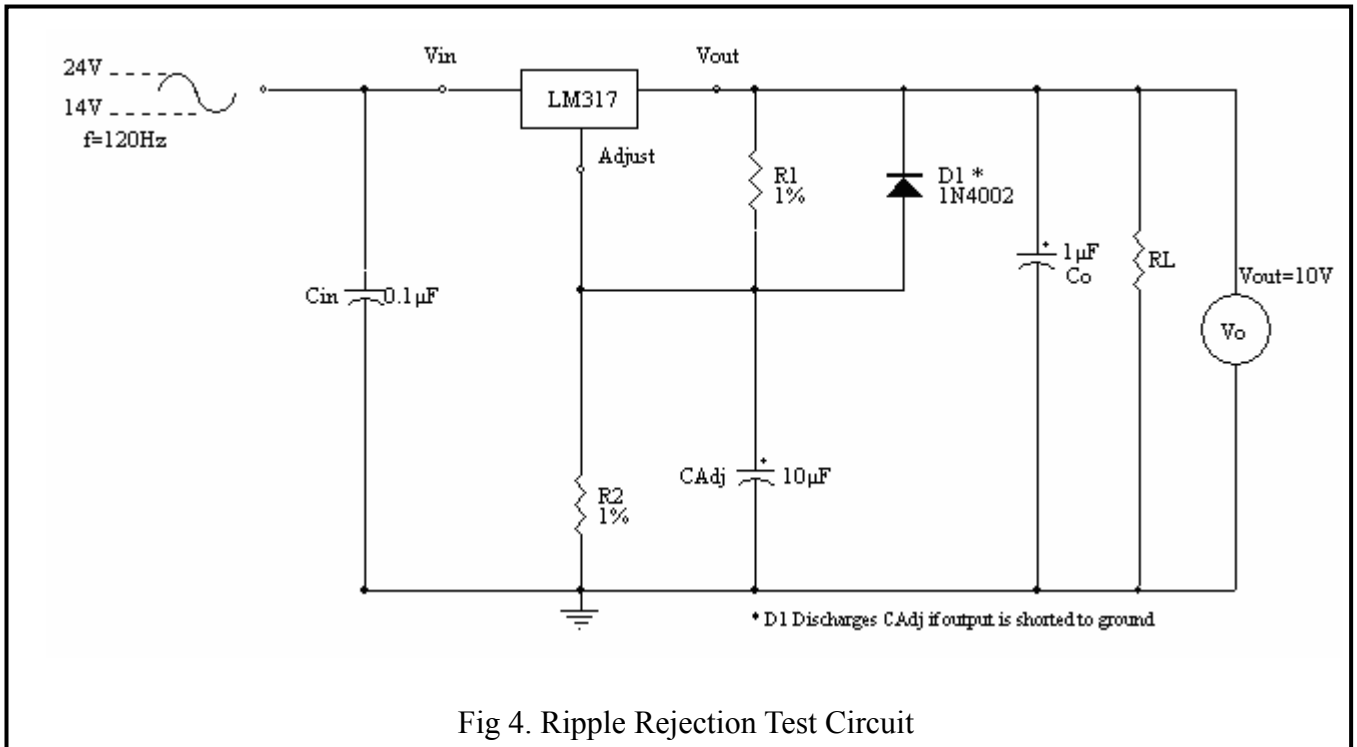 24V
14V
f=120Hz
Vin
LM317
Vout
Adjust
R1
1%
D1 *
1N4002
Cin
0.1μF
R2
1%
CAdj
10μF
1μF
Co
RL
Vout=10V
Vo
* D1 Discharges CAdj if output is shorted to ground
Fig 4. Ripple Rejection Test Circuit